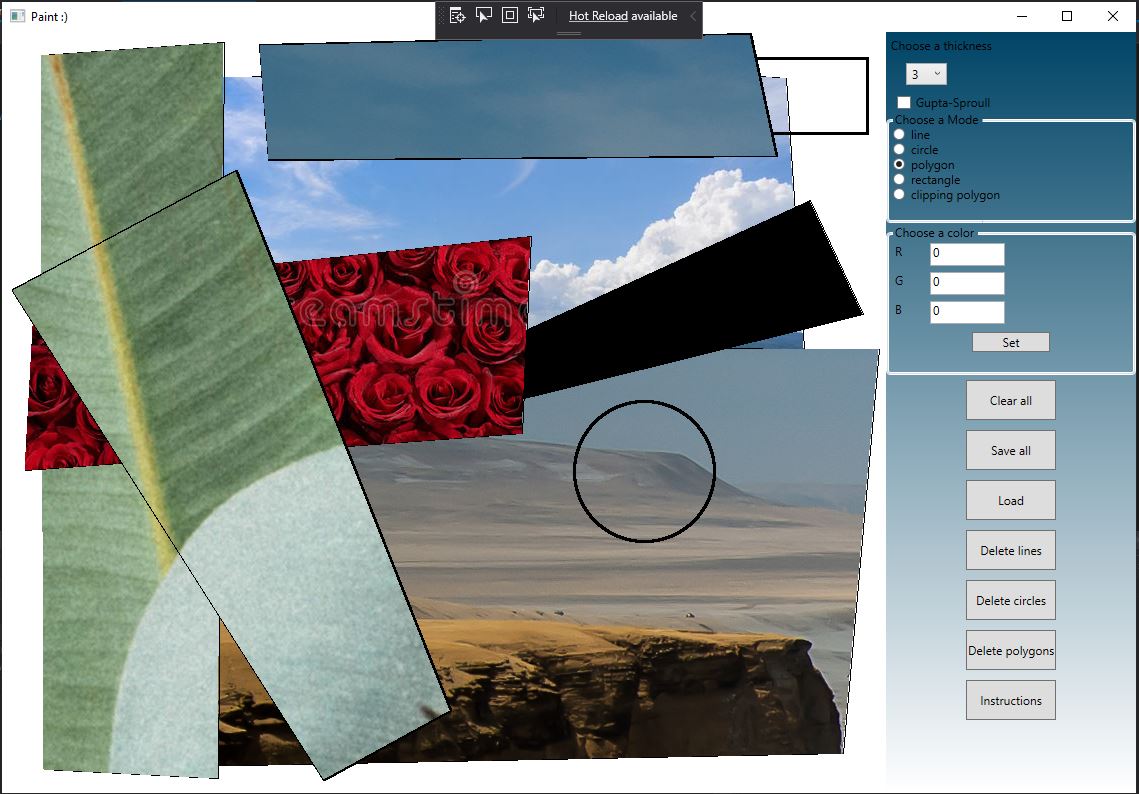 Paint :)
Hot Reload available
Choose a thickness
3
Gupta-Sproull
Choose a Mode
line
circle
polygon
rectangle
clipping polygon
Choose a color
R 0
G 0
B 0
Set
Clear all
Save all
Load
Delete lines
Delete circles
Delete polygons
Instructions